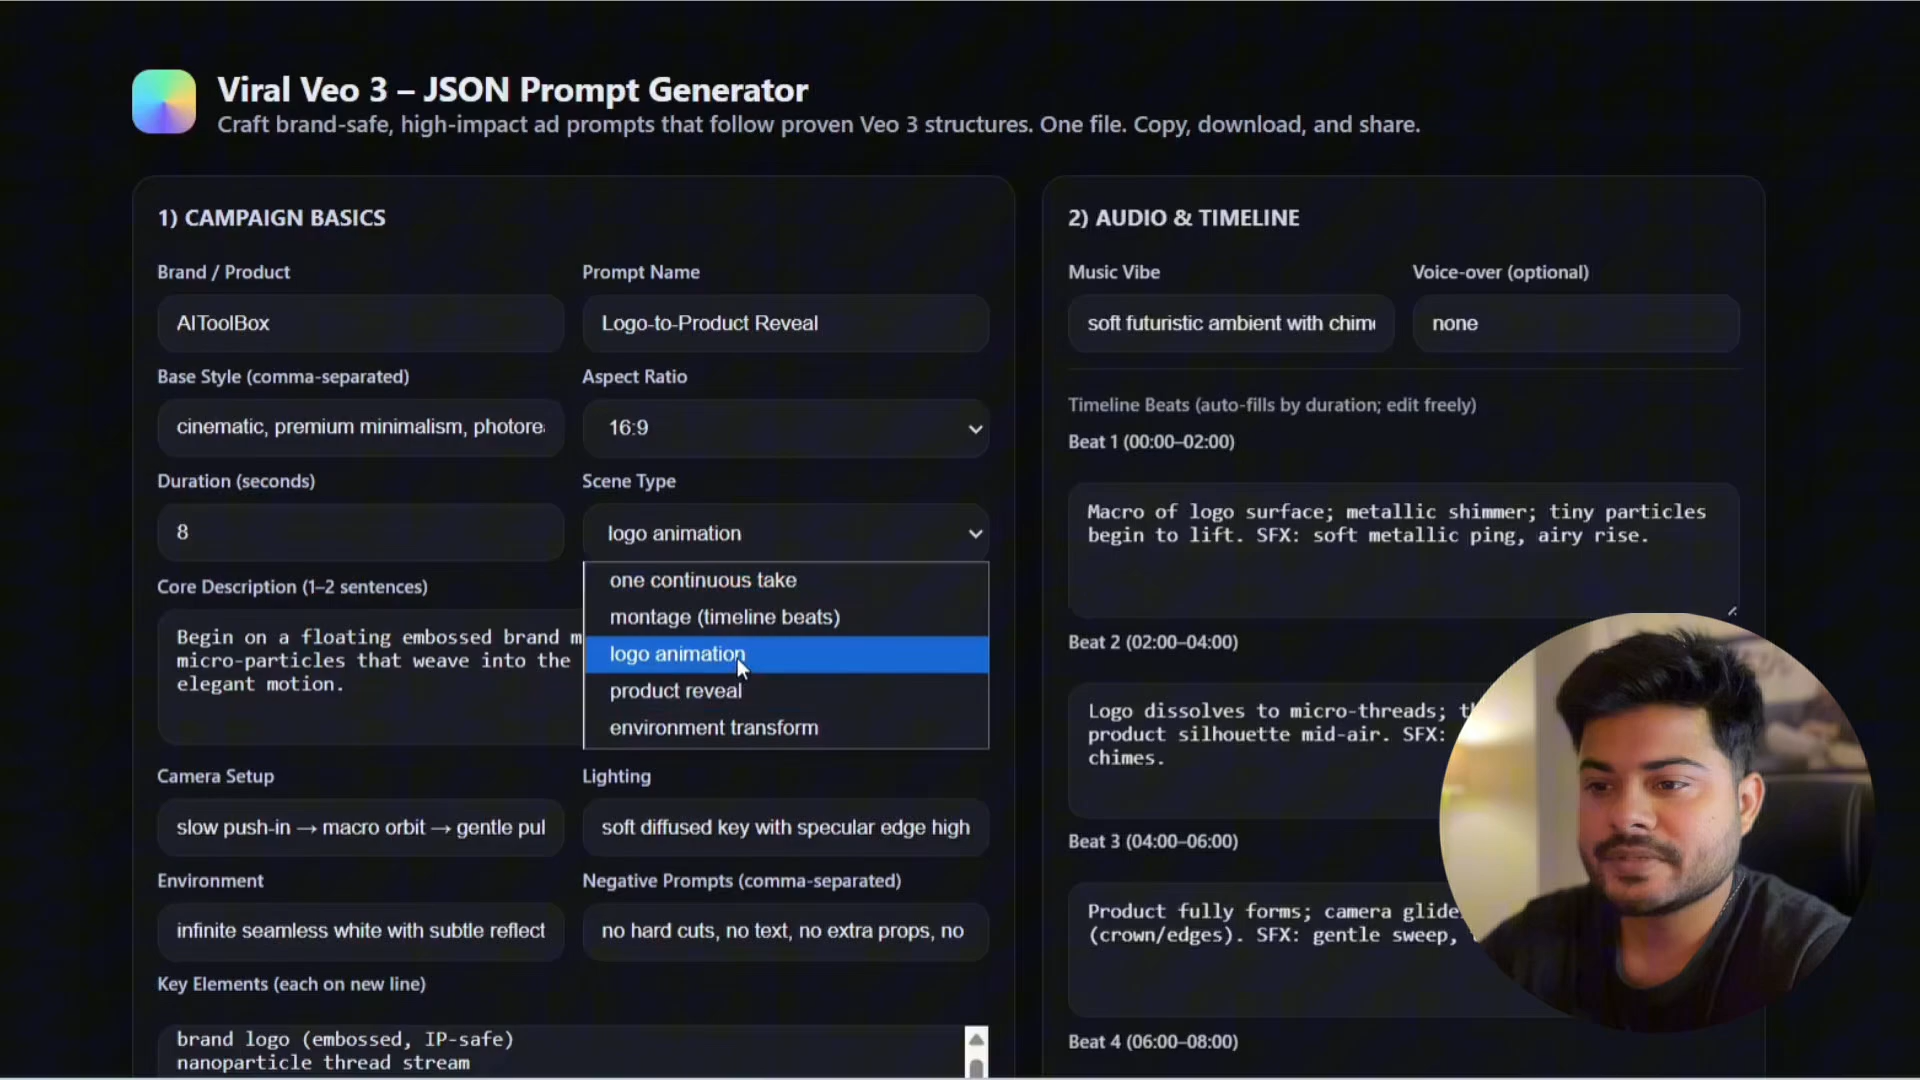 Viral Veo 3 – JSON Prompt Generator
Craft brand-safe, high-impact ad prompts that follow proven Veo 3 structures. One file. Copy, download, and share.
1) CAMPAIGN BASICS
Brand / Product
Prompt Name
AIToolBox
Logo-to-Product Reveal
Base Style (comma-separated)
Aspect Ratio
cinematic, premium minimalism, photore
16:9
Duration (seconds)
Scene Type
8
logo animation
one continuous take
montage (timeline beats)
logo animation
product reveal
environment transform
Core Description (1–2 sentences)
Begin on a floating embossed brand m
micro-particles that weave into the
elegant motion.
Camera Setup
Lighting
slow push-in → macro orbit → gentle pul
soft diffused key with specular edge high
Environment
Negative Prompts (comma-separated)
infinite seamless white with subtle reflect
no hard cuts, no text, no extra props, no
Key Elements (each on new line)
brand logo (embossed, IP-safe)
nanoparticle thread stream
2) AUDIO & TIMELINE
Music Vibe
Voice-over (optional)
soft futuristic ambient with chim
none
Timeline Beats (auto-fills by duration; edit freely)
Beat 1 (00:00–02:00)
Macro of logo surface; metallic shimmer; tiny particles
begin to lift. SFX: soft metallic ping, airy rise.
Beat 2 (02:00–04:00)
Logo dissolves to micro-threads;
product silhouette mid-air. SFX:
chimes.
Beat 3 (04:00–06:00)
Product fully forms; camera glide
(crown/edges). SFX: gentle sweep,
Beat 4 (06:00–08:00)